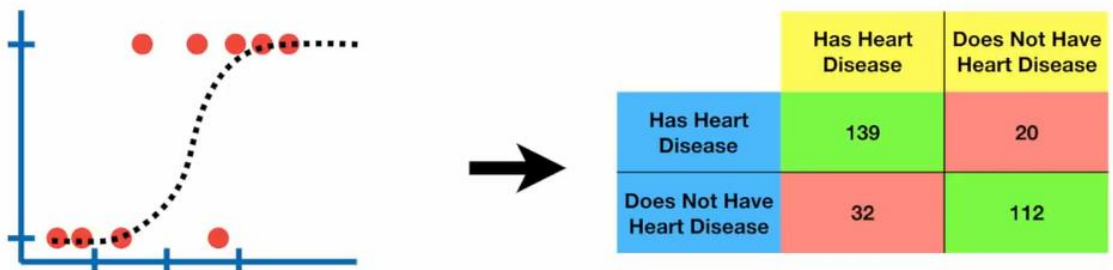 Has Heart
Disease
Does Not Have
Heart Disease
Has Heart
Disease
139
20
Does Not Have
Heart Disease
32
112